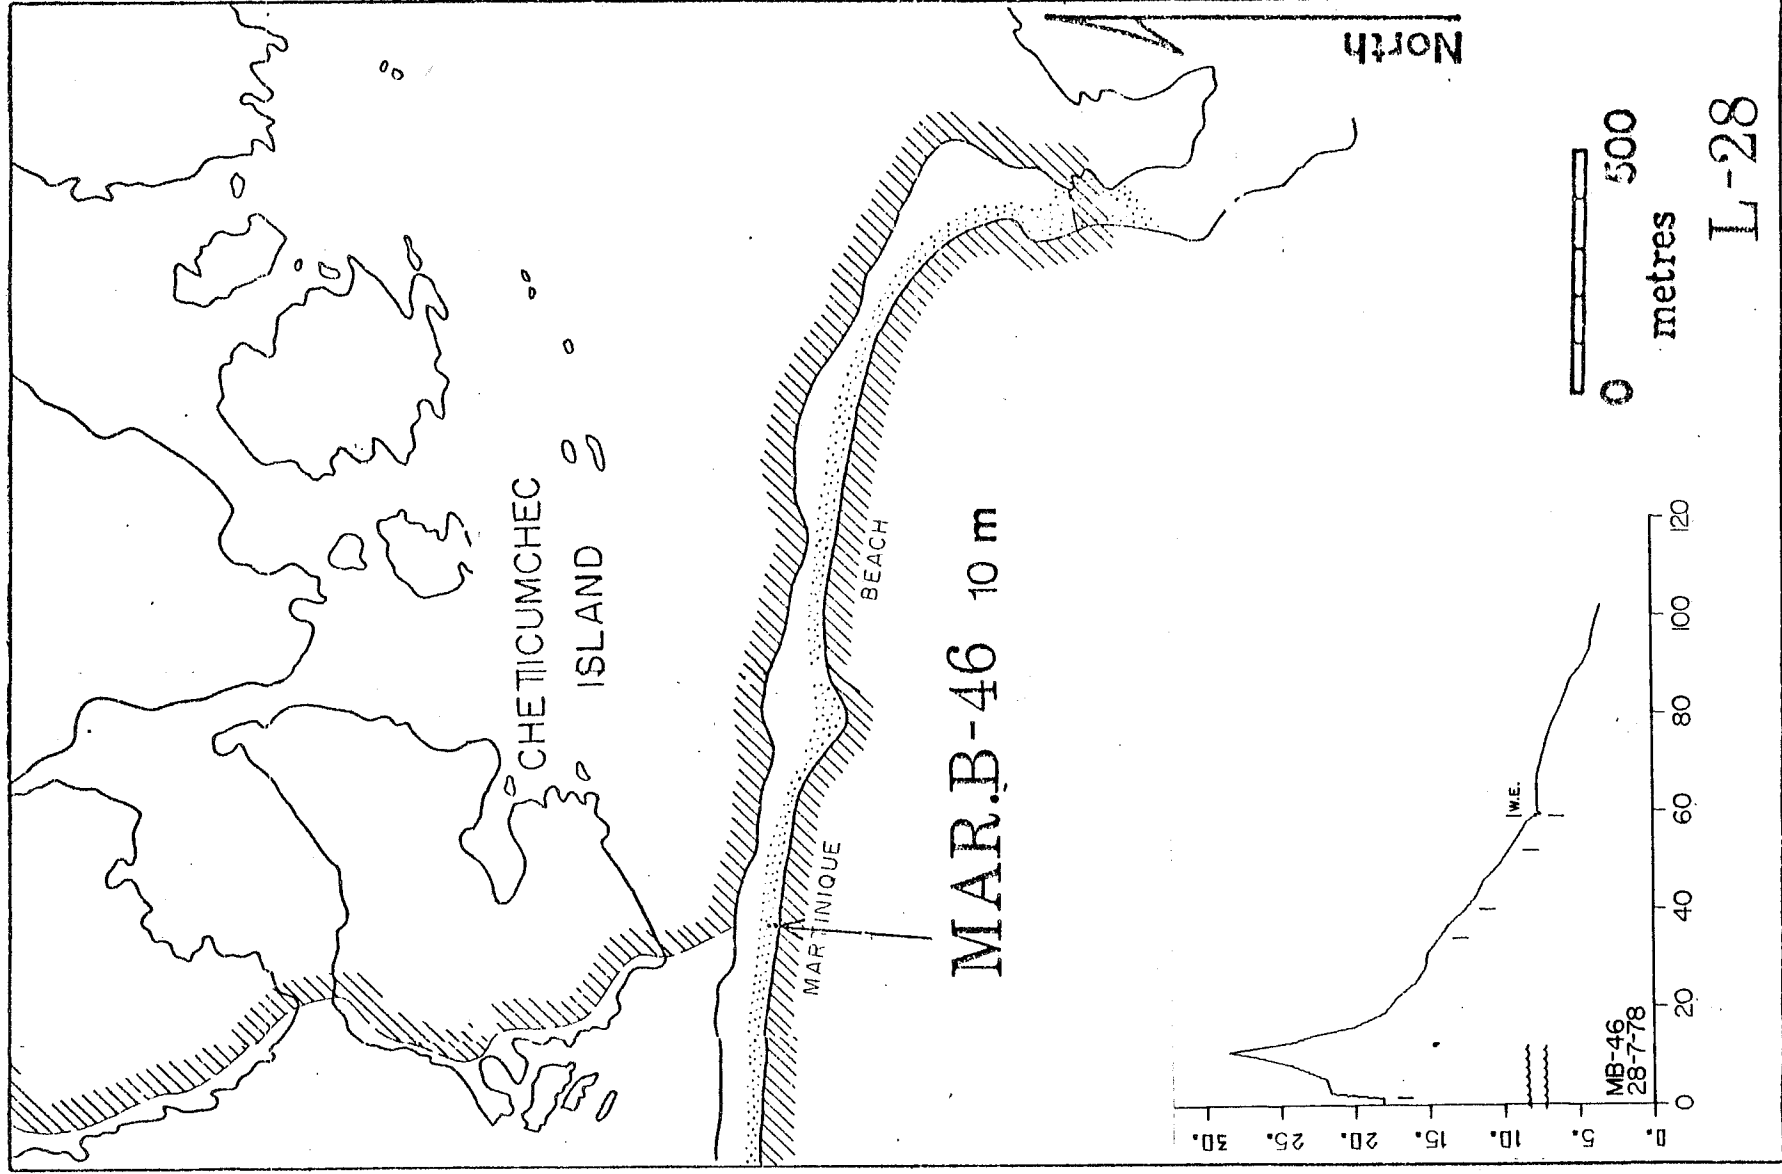 North
CHETTICUMCHEC
ISLAND
BEACH
MARTINIQUE
MAR.B-46 10 m
0 500
metres
L-28
30. 25. 20. 15. 10. 5. 0.
W.E.
MB-46
28-7-78
0 20 40 60 80 100 120